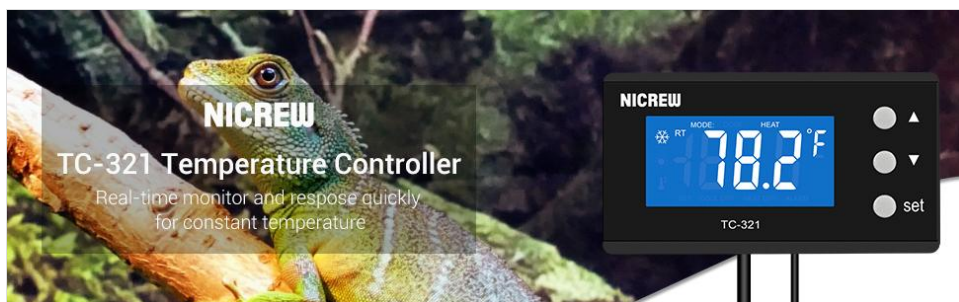 NICREW
TC-321 Temperature Controller
Real-time monitor and respose quickly
for constant temperature
NICREW
MODE: HEAT
RT
78.2°F
▲
▼
set
TC-321